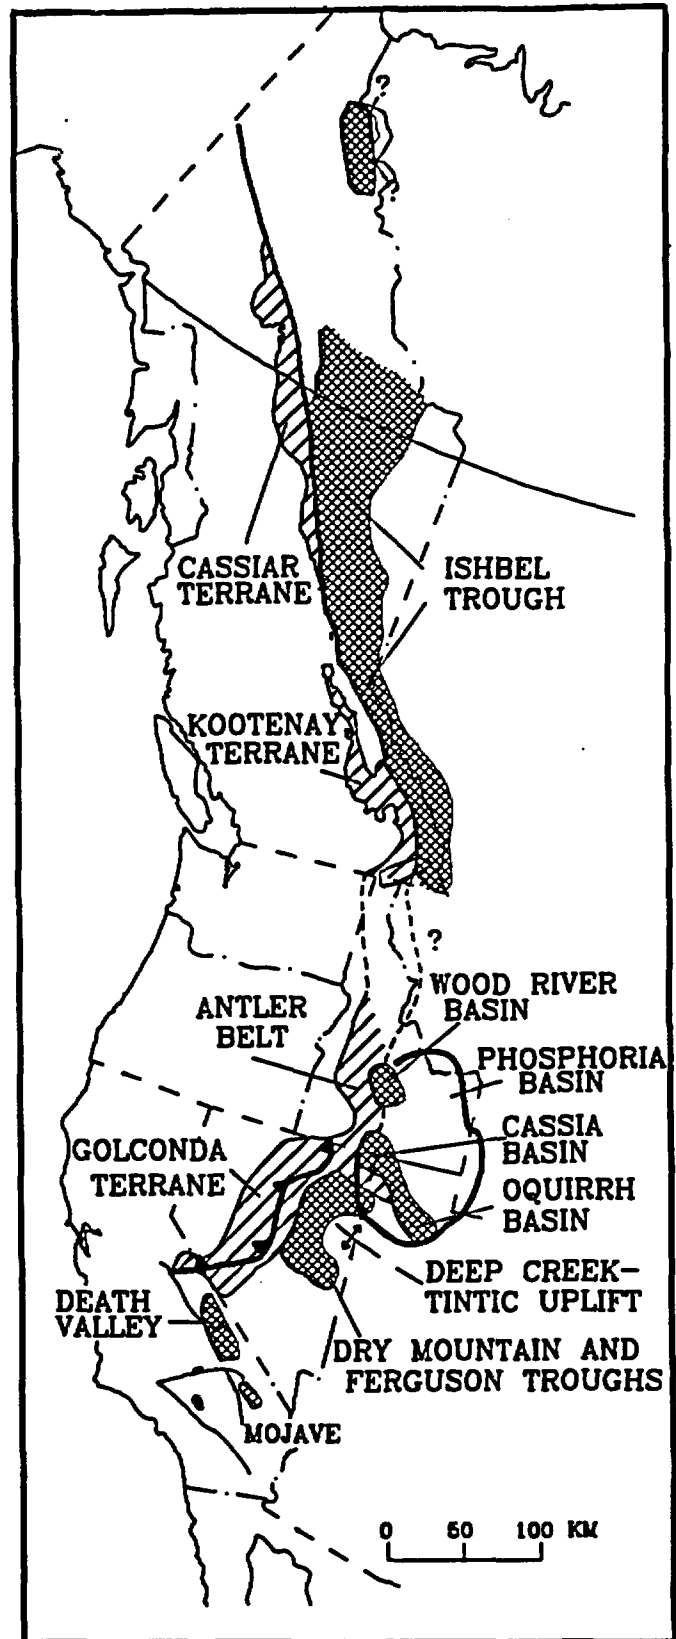 ?
?
CASSIAR
TERRANE
ISHBEL
TROUGH
KOOTENAY
TERRANE
?
WOOD RIVER
BASIN
ANTLER
BELT
PHOSPHORIA
BASIN
CASSIA
BASIN
GOLCONDA
TERRANE
OQUIRRH
BASIN
DEEP CREEK-
TINTIC UPLIFT
DEATH
VALLEY
DRY MOUNTAIN AND
FERGUSON TROUGHS
MOJAVE
0 50 100 KM